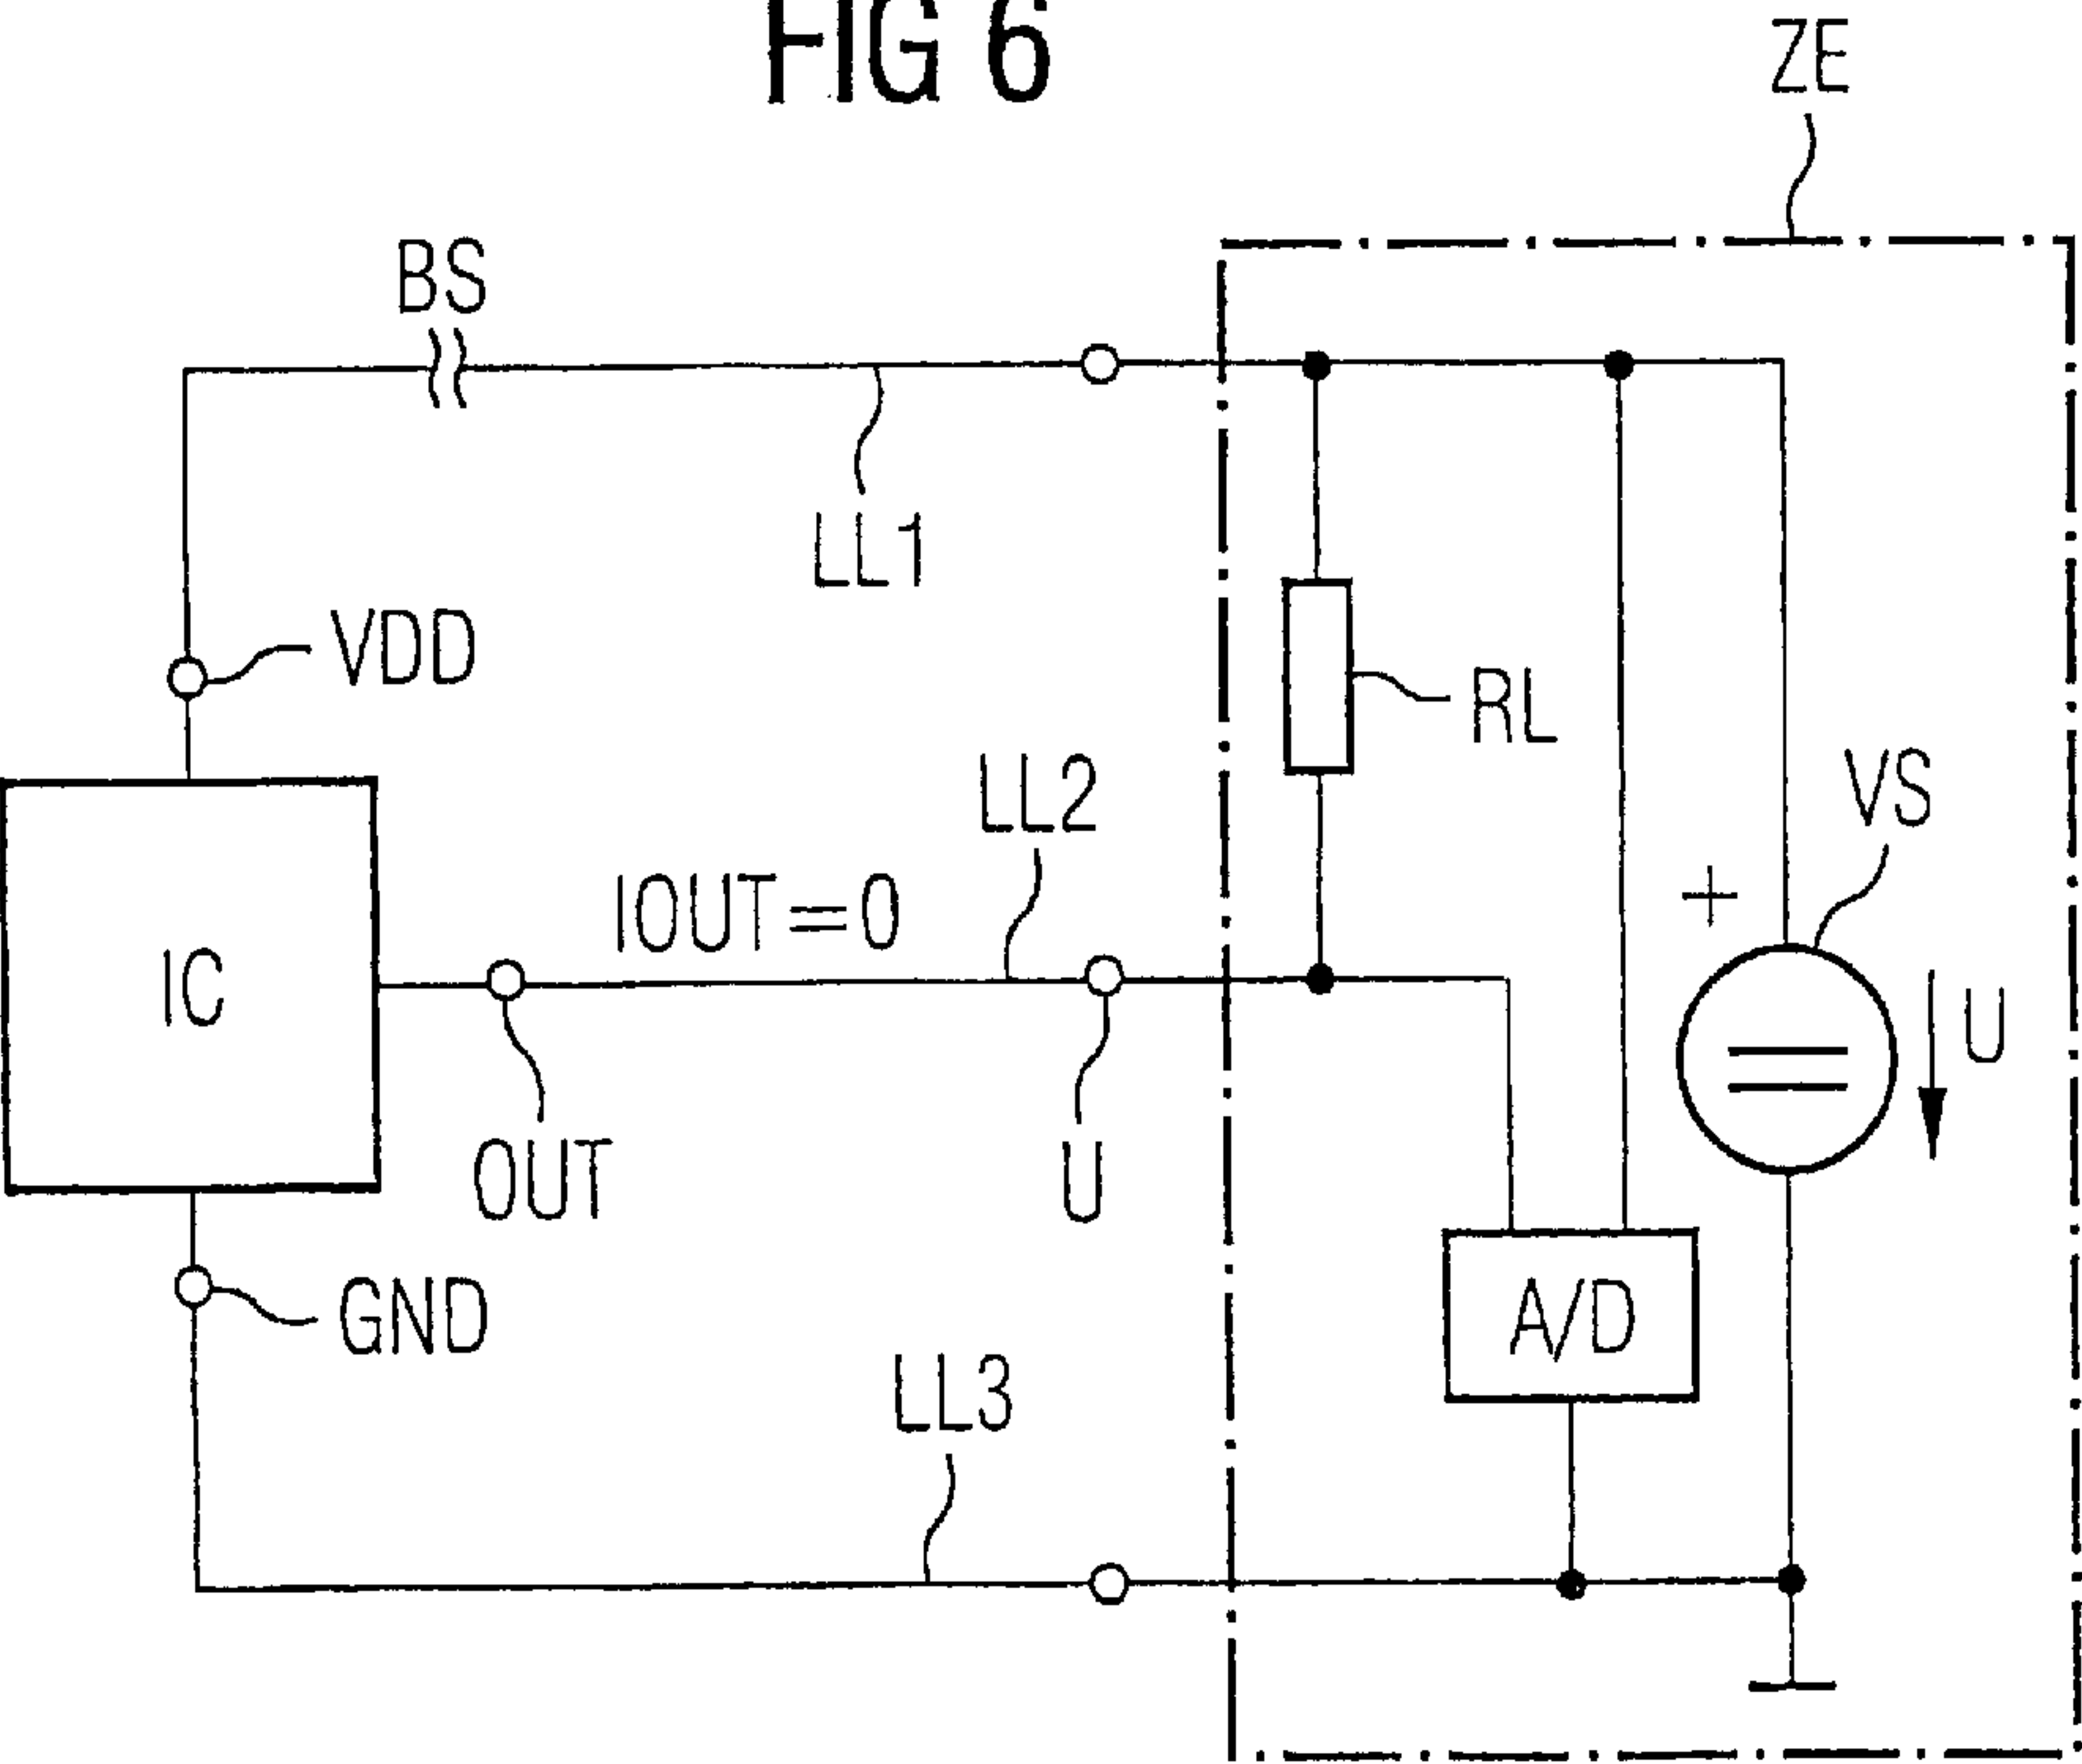 FIG 6
ZE
BS
LL1
VDD
RL
LL2
VS
+
IOUT=0
IC
U
OUT
U
GND
A/D
LL3